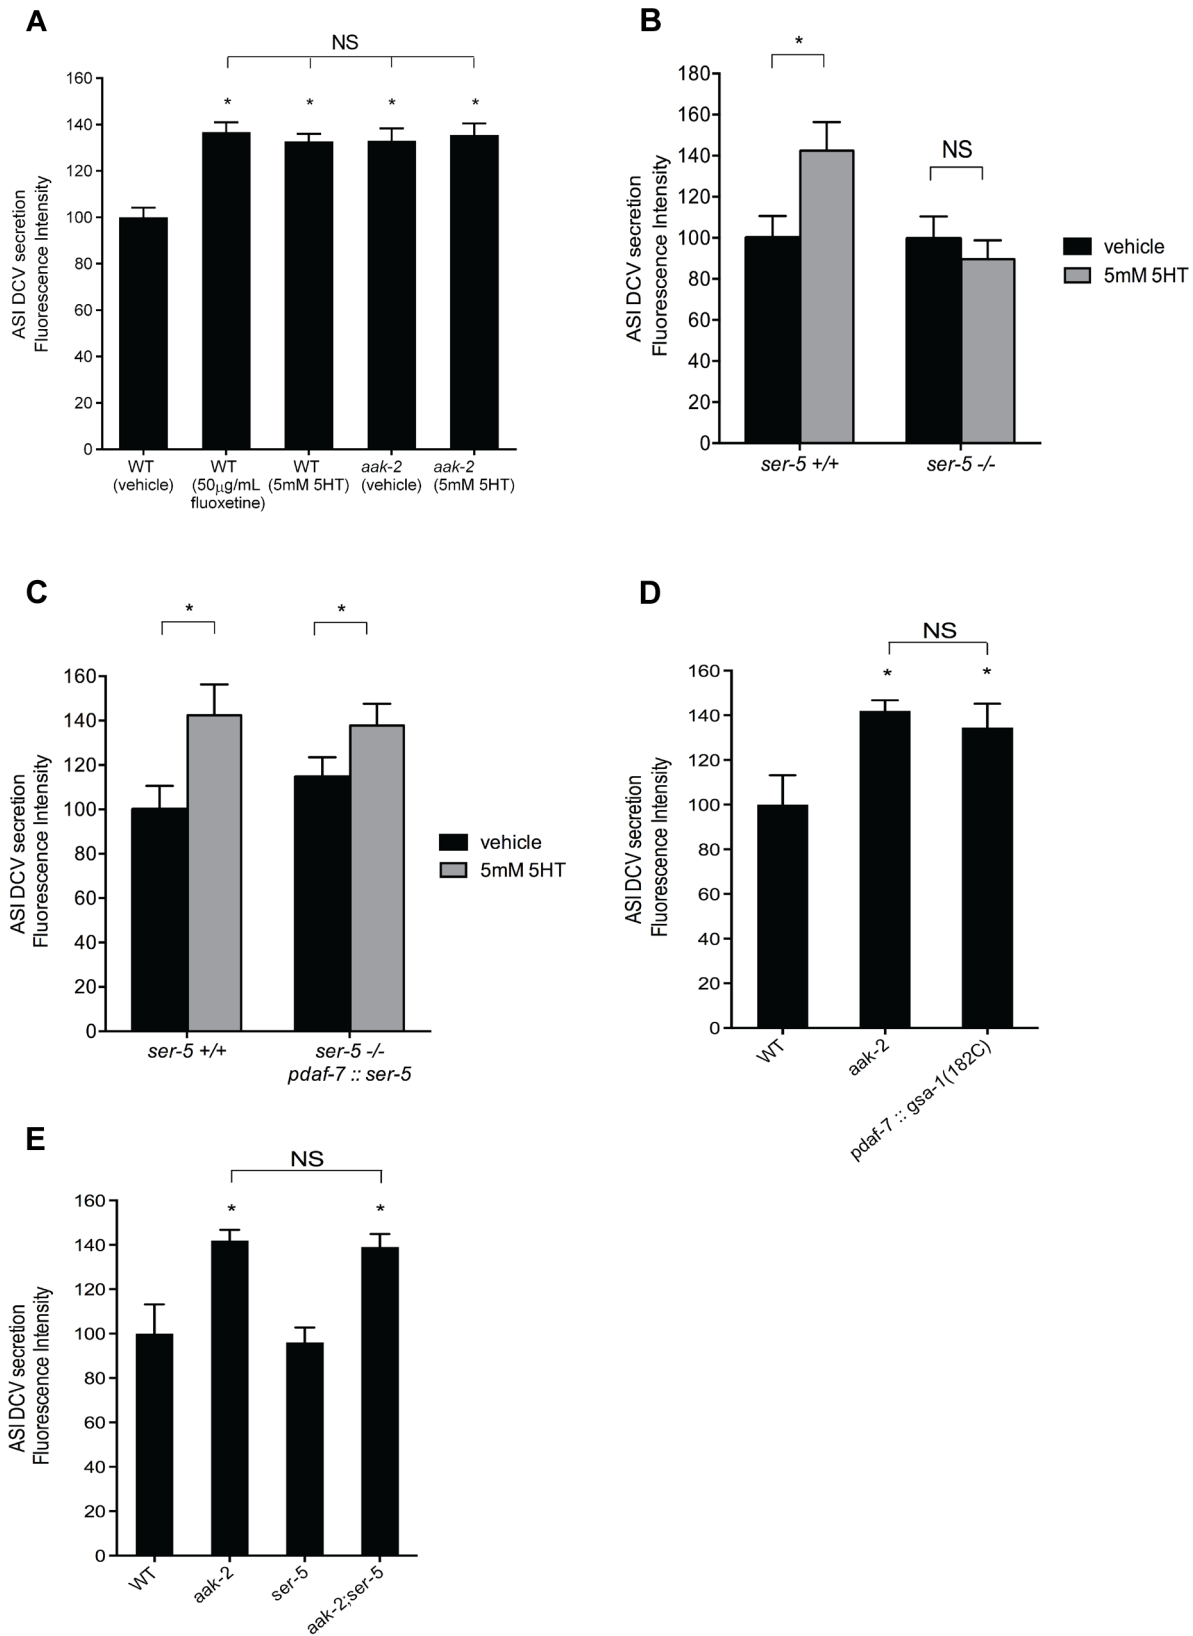 A
NS
160
140
120
100
80
60
40
20
0
* * * *
ASI DCV secretion
Fluorescence Intensity
WT
(vehicle)
WT
(50µg/mL
fluoxetine)
WT
(5mM 5HT)
aak-2
(vehicle)
aak-2
(5mM 5HT)
B
*
NS
180
160
140
120
100
80
60
40
20
0
ASI DCV secretion
Fluorescence Intensity
ser-5 +/+
ser-5 -/-
vehicle
5mM 5HT
C
* *
160
140
120
100
80
60
40
20
0
ASI DCV secretion
Fluorescence Intensity
ser-5 +/+
ser-5 -/-
pdaf-7 :: ser-5
vehicle
5mM 5HT
D
NS
* *
160
140
120
100
80
60
40
20
0
ASI DCV secretion
Fluorescence Intensity
WT
aak-2
pdaf-7 :: gsa-1(182C)
E
NS
* *
160
140
120
100
80
60
40
20
0
ASI DCV secretion
Fluorescence Intensity
WT
aak-2
ser-5
aak-2;ser-5